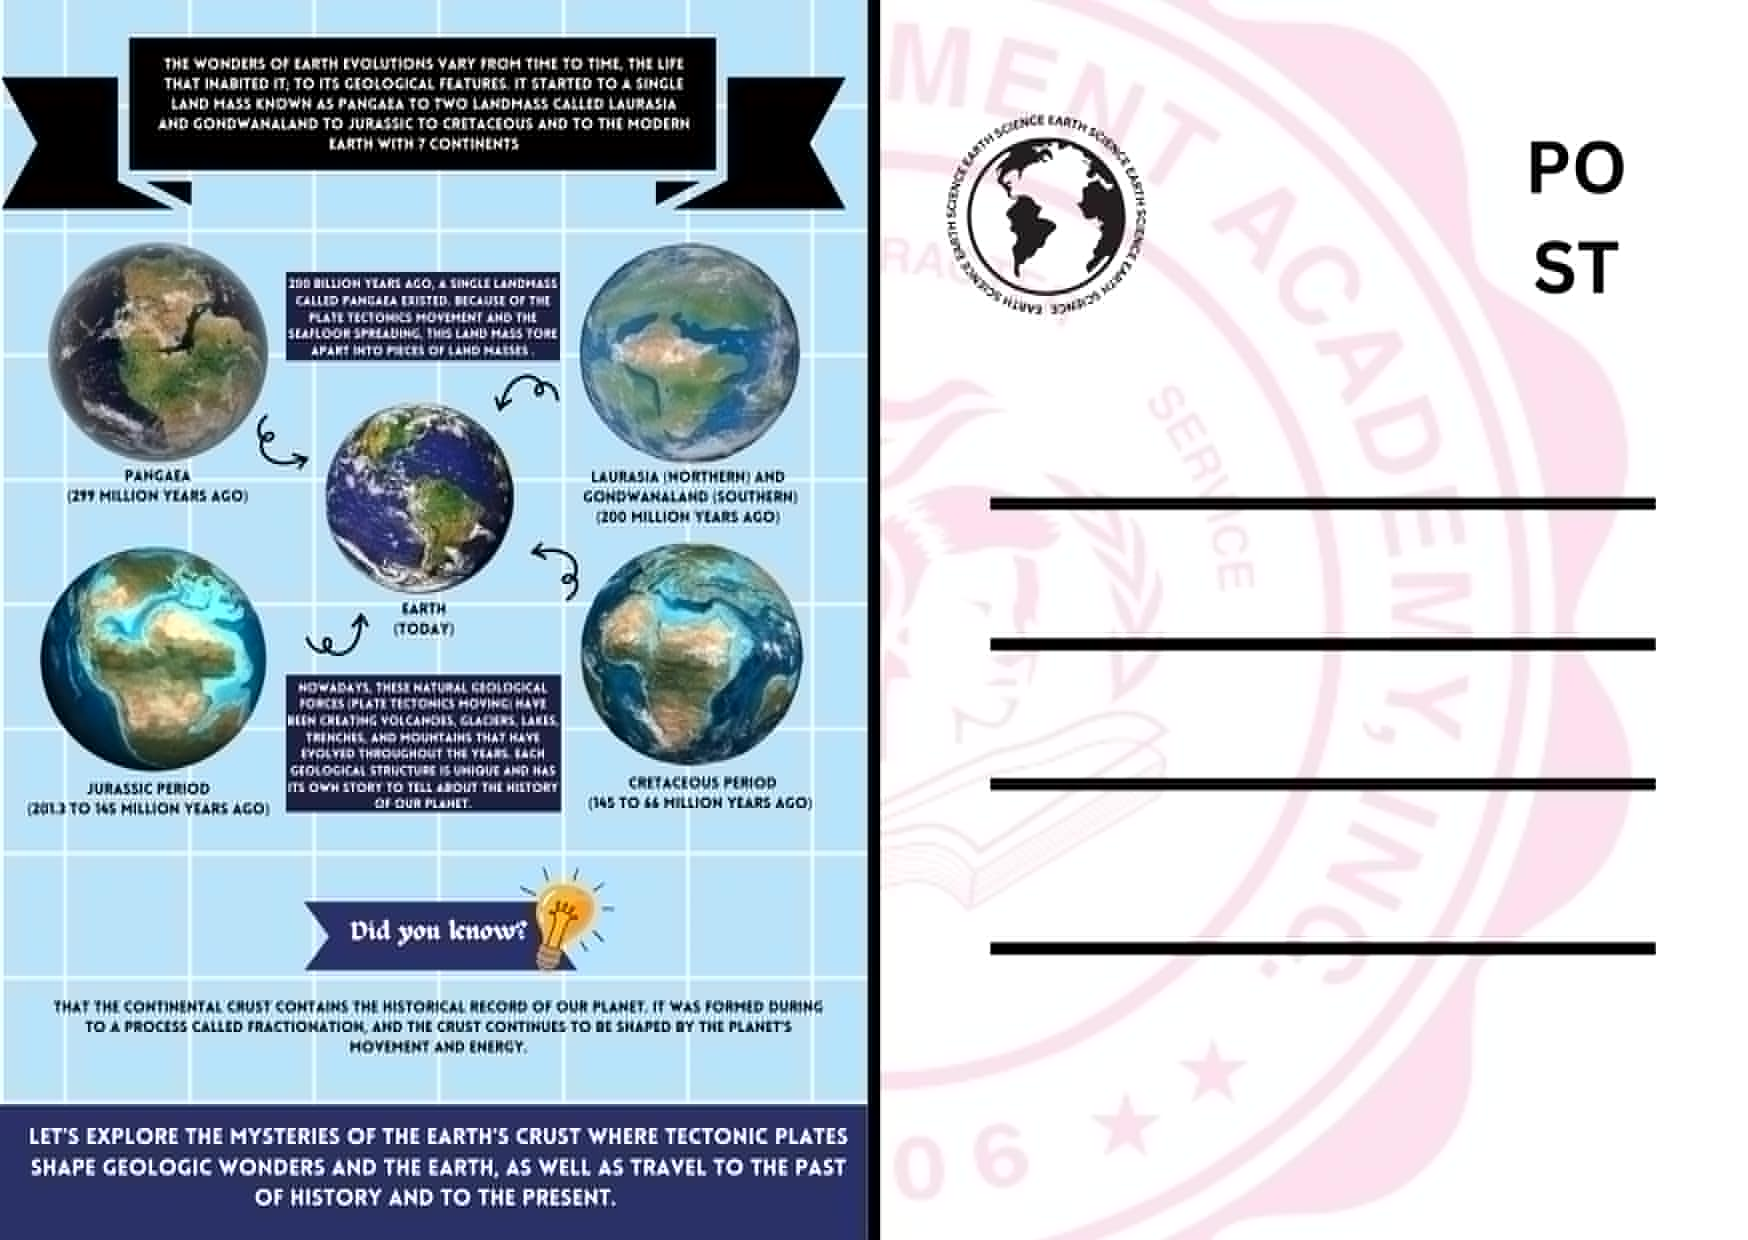 THE WONDERS OF EARTH EVOLUTIONS VARY FROM TIME TO TIME, THE LIFE
THAT INABITED IT; TO ITS GEOLOGICAL FEATURES. IT STARTED TO A SINGLE
LAND MASS KNOWN AS PANGAEA TO TWO LANDMASS CALLED LAURASIA
AND GONDWANALAND TO JURASSIC TO CRETACEOUS AND TO THE MODERN
EARTH WITH 7 CONTINENTS
200 BILLION YEARS AGO, A SINGLE LANDMASS
CALLED PANGAEA EXISTED. BECAUSE OF THE
PLATE TECTONICS MOVEMENT AND THE
SEAFLOOR SPREADING, THIS LAND MASS TORE
APART INTO PIECES OF LAND MASSES .
PANGAEA
(299 MILLION YEARS AGO)
LAURASIA (NORTHERN) AND
GONDWANALAND (SOUTHERN)
(200 MILLION YEARS AGO)
EARTH
(TODAY)
NOWADAYS, THESE NATURAL GEOLOGICAL
FORCES (PLATE TECTONICS MOVING) HAVE
BEEN CREATING VOLCANOES, GLACIERS, LAKES,
TRENCHES, AND MOUNTAINS THAT HAVE
EVOLVED THROUGHOUT THE YEARS. EACH
GEOLOGICAL STRUCTURE IS UNIQUE AND HAS
ITS OWN STORY TO TELL ABOUT THE HISTORY
OF OUR PLANET.
JURASSIC PERIOD
(201.3 TO 145 MILLION YEARS AGO)
CRETACEOUS PERIOD
(145 TO 66 MILLION YEARS AGO)
Did you know?
THAT THE CONTINENTAL CRUST CONTAINS THE HISTORICAL RECORD OF OUR PLANET. IT WAS FORMED DURING
TO A PROCESS CALLED FRACTIONATION, AND THE CRUST CONTINUES TO BE SHAPED BY THE PLANET'S
MOVEMENT AND ENERGY.
LET'S EXPLORE THE MYSTERIES OF THE EARTH'S CRUST WHERE TECTONIC PLATES
SHAPE GEOLOGIC WONDERS AND THE EARTH, AS WELL AS TRAVEL TO THE PAST
OF HISTORY AND TO THE PRESENT.
EARTH SCIENCE EARTH SCIENCE EARTH SCIENCE EARTH SCIENCE EARTH SCIENCE EARTH SCIENCE
PO
ST
MENT ACADEMY, INC.
SERVICE
06